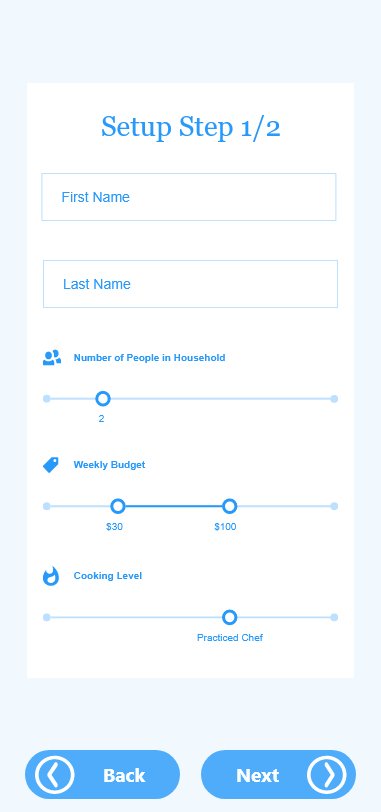 Setup Step 1/2
First Name
Last Name
Number of People in Household
2
Weekly Budget
$30 $100
Cooking Level
Practiced Chef
Back Next